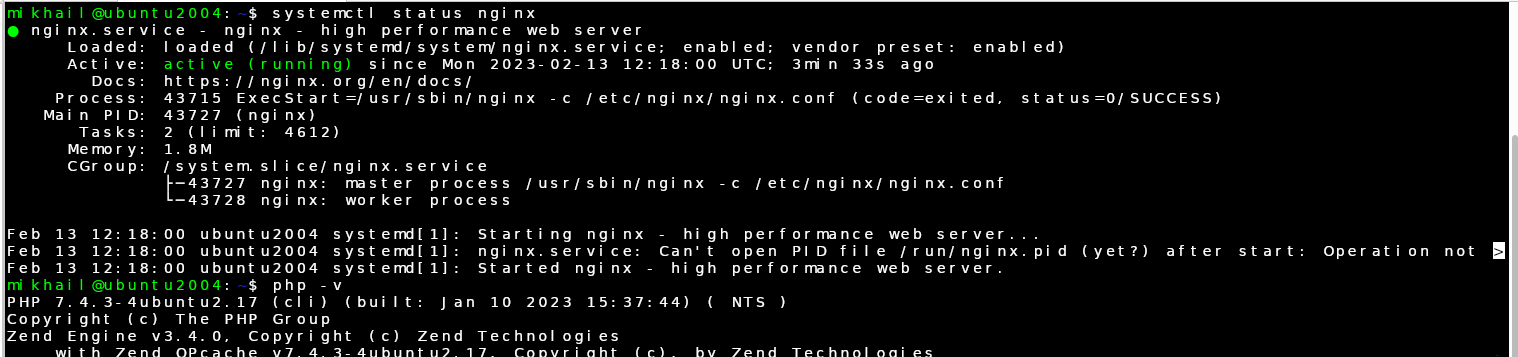 mikhail@ubuntu2004:~$ systemctl status nginx
● nginx.service - nginx - high performance web server
Loaded: loaded (/lib/systemd/system/nginx.service; enabled; vendor preset: enabled)
Active: active (running) since Mon 2023-02-13 12:18:00 UTC; 3min 33s ago
Docs: https://nginx.org/en/docs/
Process: 43715 ExecStart=/usr/sbin/nginx -c /etc/nginx/nginx.conf (code=exited, status=0/SUCCESS)
Main PID: 43727 (nginx)
Tasks: 2 (limit: 4612)
Memory: 1.8M
CGroup: /system.slice/nginx.service
├─43727 nginx: master process /usr/sbin/nginx -c /etc/nginx/nginx.conf
└─43728 nginx: worker process
Feb 13 12:18:00 ubuntu2004 systemd[1]: Starting nginx - high performance web server...
Feb 13 12:18:00 ubuntu2004 systemd[1]: nginx.service: Can't open PID file /run/nginx.pid (yet?) after start: Operation not >
Feb 13 12:18:00 ubuntu2004 systemd[1]: Started nginx - high performance web server.
mikhail@ubuntu2004:~$ php -v
PHP 7.4.3-4ubuntu2.17 (cli) (built: Jan 10 2023 15:37:44) ( NTS )
Copyright (c) The PHP Group
Zend Engine v3.4.0, Copyright (c) Zend Technologies
with Zend OPcache v7.4.3-4ubuntu2.17, Copyright (c), by Zend Technologies